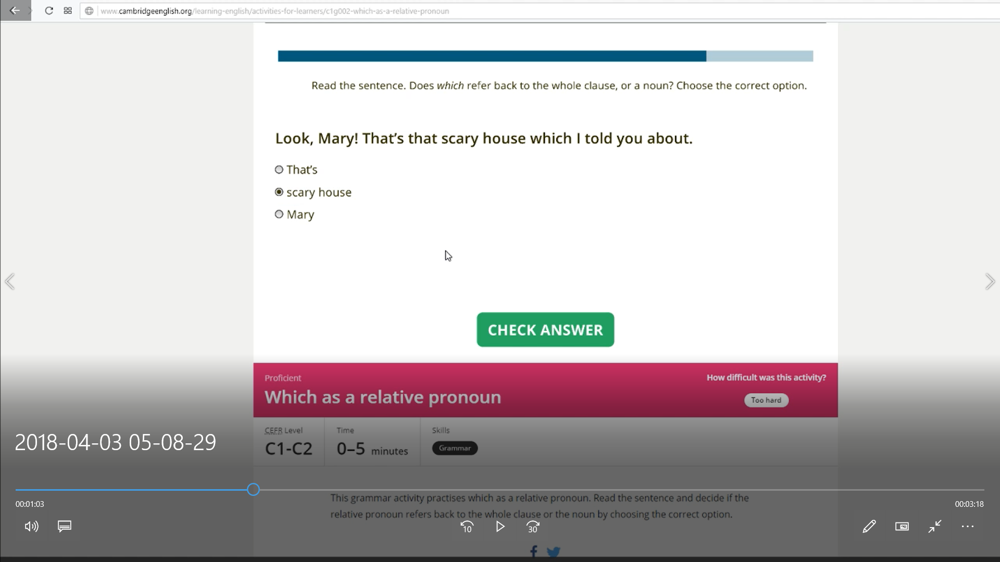 www.cambridgeenglish.org/learning-english/activities-for-learners/c1g002-which-as-a-relative-pronoun
Read the sentence. Does which refer back to the whole clause, or a noun? Choose the correct option.
Look, Mary! That's that scary house which I told you about.
That's
scary house
Mary
CHECK ANSWER
Proficient
How difficult was this activity?
Which as a relative pronoun
Too hard
CEFR Level
Time
Skills
C1-C2
0–5 minutes
Grammar
2018-04-03 05-08-29
This grammar activity practises which as a relative pronoun. Read the sentence and decide if the
relative pronoun refers back to the whole clause or the noun by choosing the correct option.
00:01:03
00:03:18
10
30